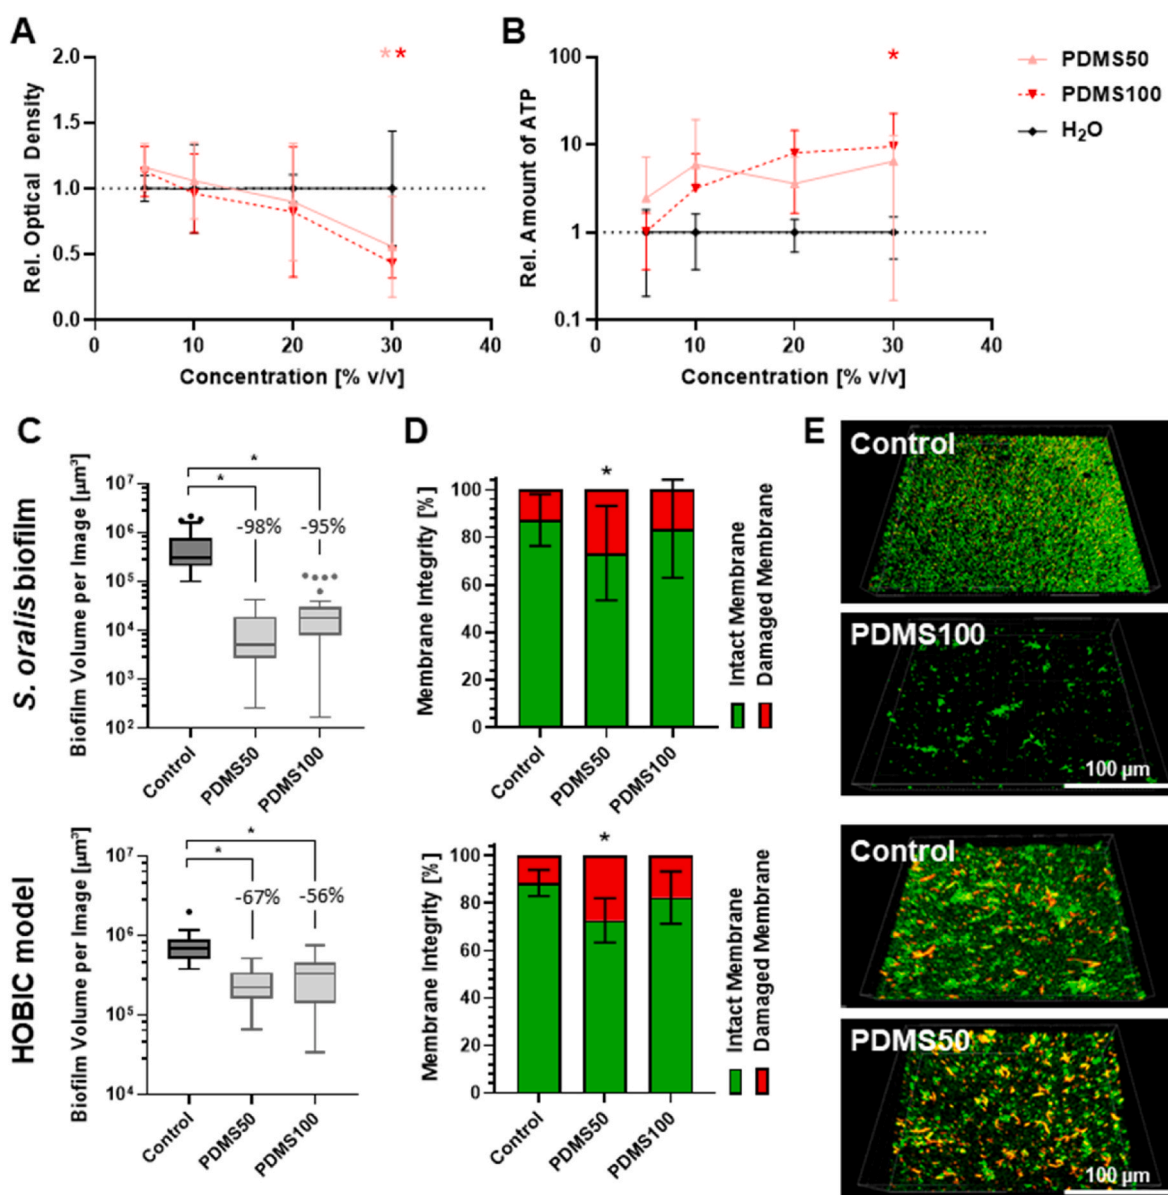 A
* *
2.0
1.5
1.0
0.5
0.0
Rel. Optical Density
0 10 20 30 40
Concentration [% v/v]
B
*
100
10
1
0.1
Rel. Amount of ATP
0 10 20 30 40
Concentration [% v/v]
PDMS50
PDMS100
H₂O
C
S. oralis biofilm
Biofilm Volume per Image [µm³]
10⁷
10⁶
10⁵
10⁴
10³
10²
*
*
-98% -95%
Control PDMS50 PDMS100
D
Membrane Integrity [%]
*
100
80
60
40
20
0
Control PDMS50 PDMS100
Intact Membrane
Damaged Membrane
E
Control
PDMS100
100 µm
HOBIC model
Biofilm Volume per Image [µm³]
10⁷
10⁶
10⁵
10⁴
*
*
-67% -56%
Control PDMS50 PDMS100
Membrane Integrity [%]
*
100
80
60
40
20
0
Control PDMS50 PDMS100
Intact Membrane
Damaged Membrane
Control
PDMS50
100 µm